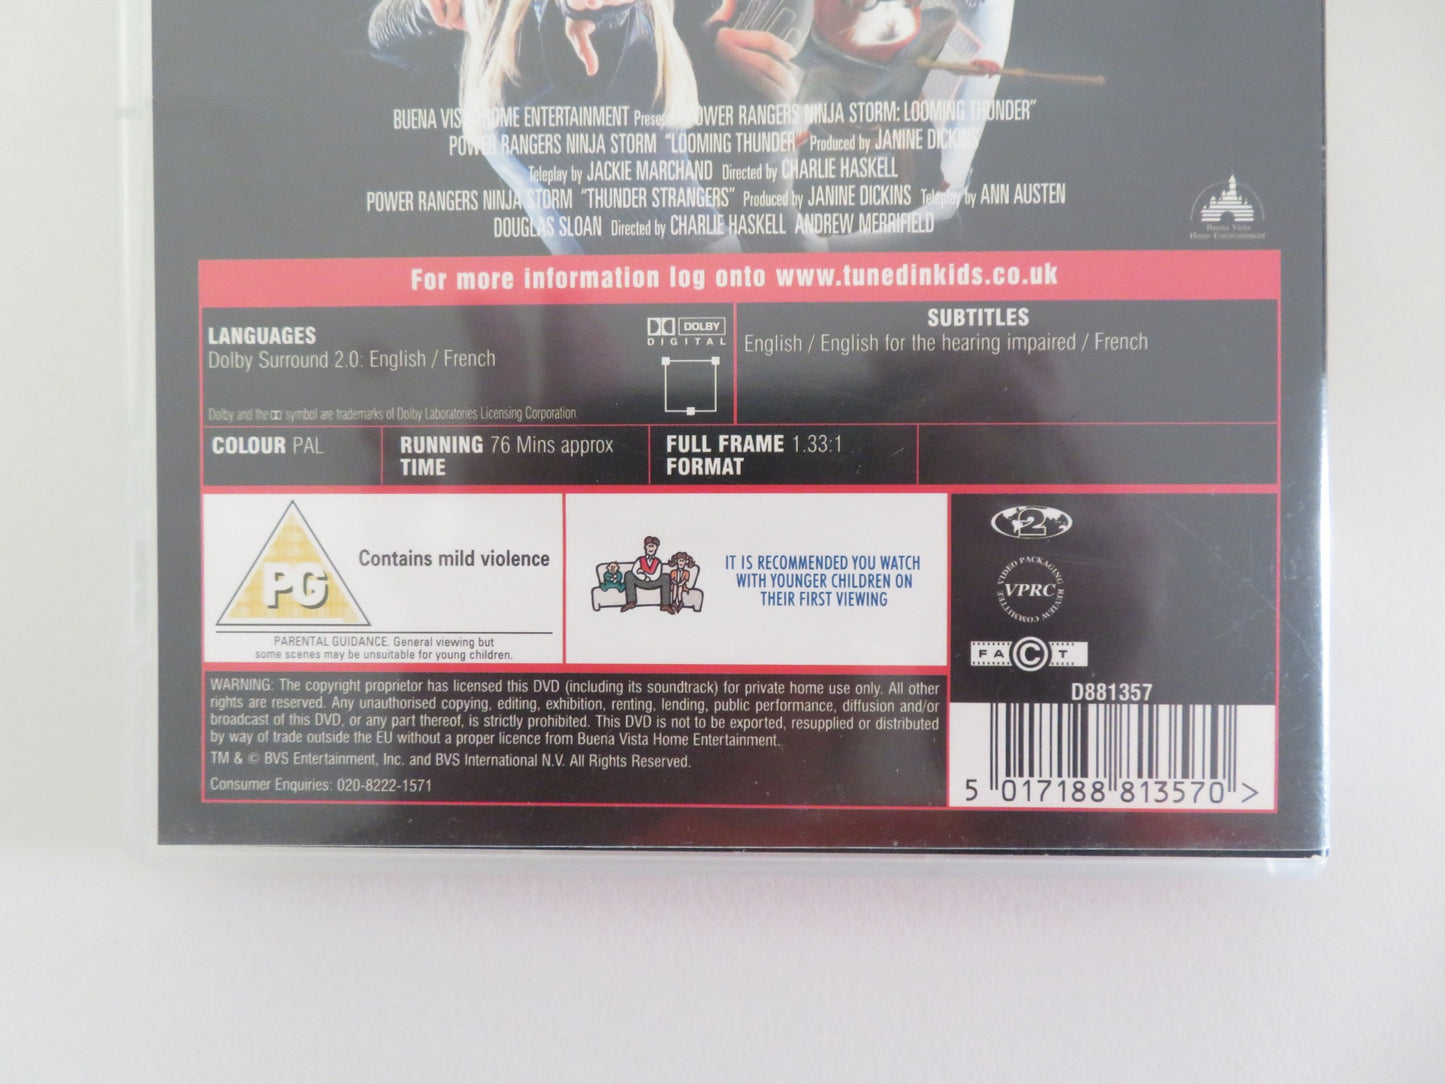 BUENA VISTA HOME ENTERTAINMENT Presents POWER RANGERS NINJA STORM: LOOMING THUNDER"
POWER RANGERS NINJA STORM "LOOMING THUNDER" Produced by JANINE DICKINS
Teleplay by JACKIE MARCHAND Directed by CHARLIE HASKELL
POWER RANGERS NINJA STORM "THUNDER STRANGERS" Produced by JANINE DICKINS Teleplay by ANN AUSTEN
DOUGLAS SLOAN Directed by CHARLIE HASKELL ANDREW MERRIFIELD
Buena Vista
Home Entertainment
For more information log onto www.tunedinkids.co.uk
LANGUAGES
Dolby Surround 2.0: English / French
DOLBY
DIGITAL
Dolby and the symbol are trademarks of Dolby Laboratories Licensing Corporation.
SUBTITLES
English / English for the hearing impaired / French
COLOUR PAL
RUNNING 76 Mins approx
TIME
FULL FRAME 1.33:1
FORMAT
PG
Contains mild violence
PARENTAL GUIDANCE. General viewing but
some scenes may be unsuitable for young children.
IT IS RECOMMENDED YOU WATCH
WITH YOUNGER CHILDREN ON
THEIR FIRST VIEWING
2
VIDEO PACKAGING REVIEW COMMITTEE
VPRC
FACT
D881357
WARNING: The copyright proprietor has licensed this DVD (including its soundtrack) for private home use only. All other
rights are reserved. Any unauthorised copying, editing, exhibition, renting, lending, public performance, diffusion and/or
broadcast of this DVD, or any part thereof, is strictly prohibited. This DVD is not to be exported, resupplied or distributed
by way of trade outside the EU without a proper licence from Buena Vista Home Entertainment.
TM & © BVS Entertainment, Inc. and BVS International N.V. All Rights Reserved.
Consumer Enquiries: 020-8222-1571
5 017188 813570 >